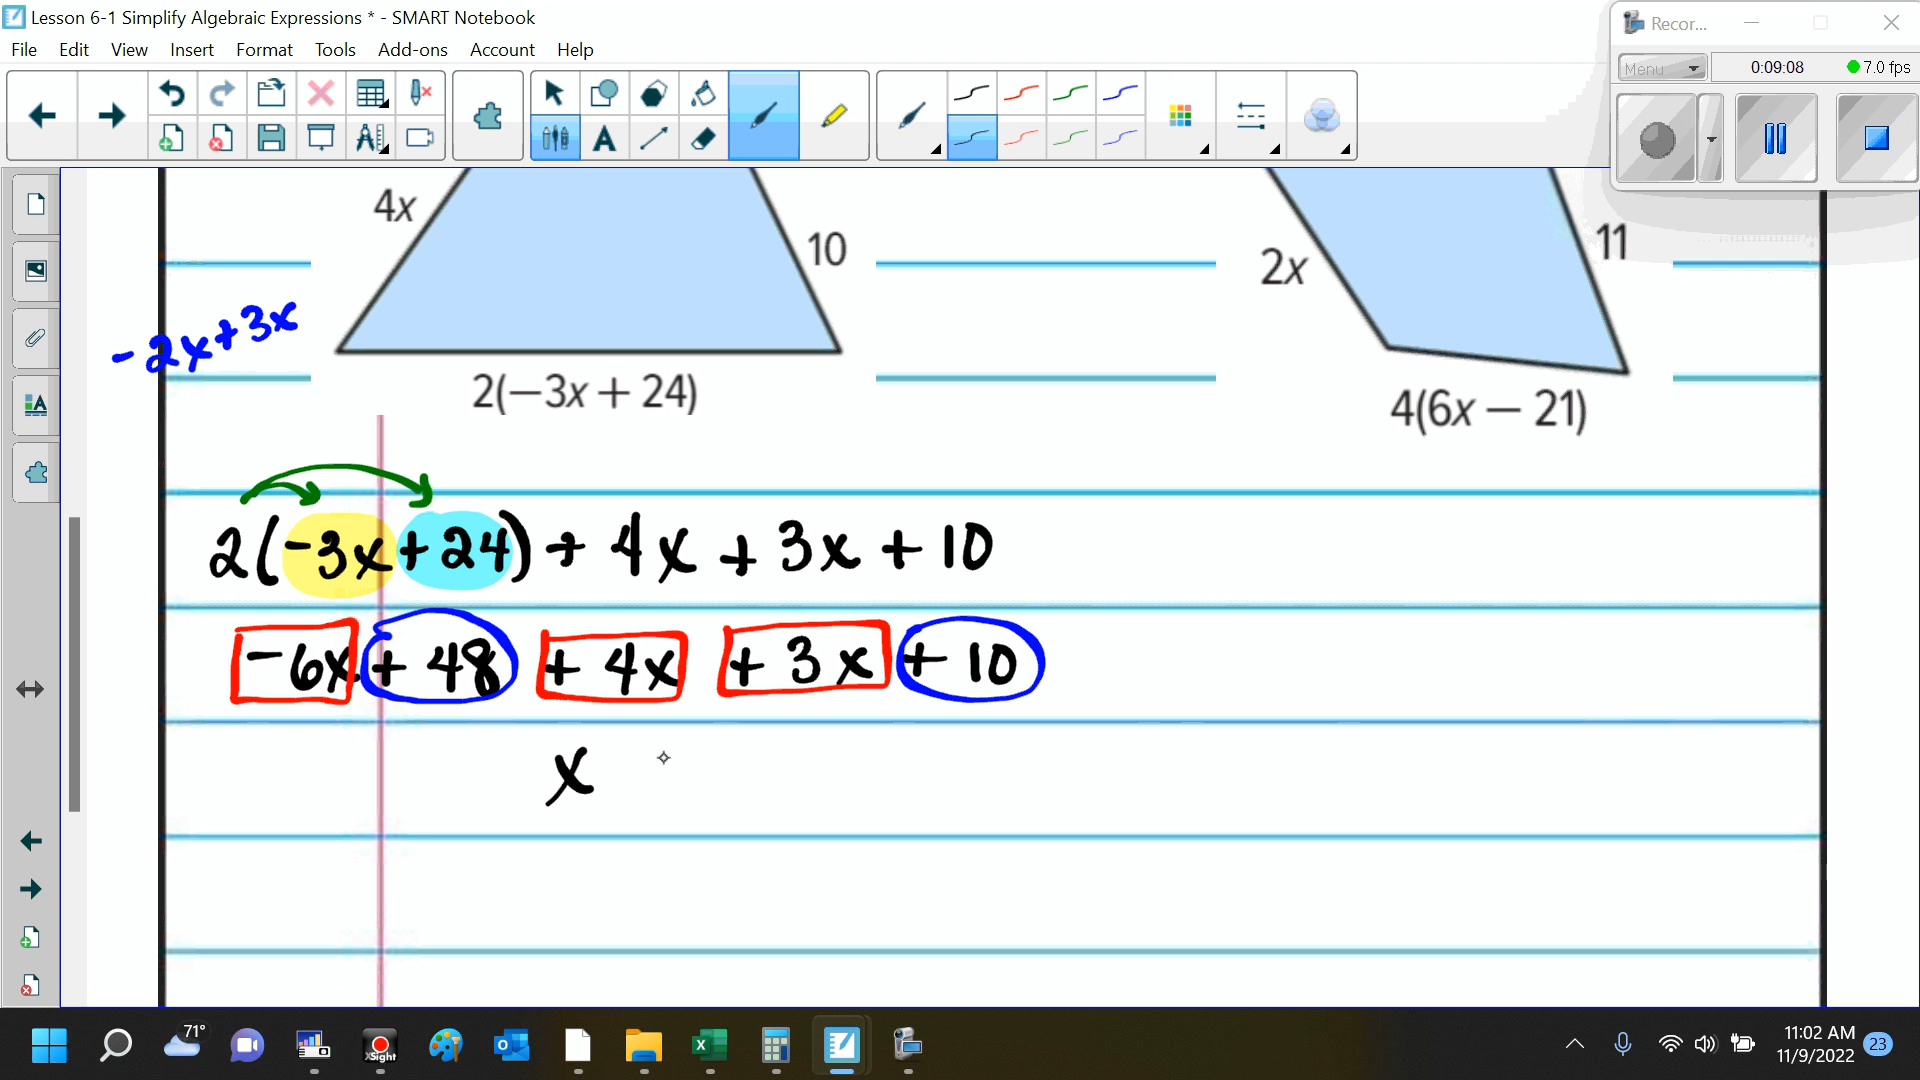 Lesson 6-1 Simplify Algebraic Expressions * - SMART Notebook
File Edit View Insert Format Tools Add-ons Account Help
Recor...
Menu 0:09:08 7.0 fps
4x
10
2x
11
-2x+3x
2(−3x + 24)
4(6x − 21)
2(-3x+24)+4x+3x+10
-6x+48+4x+3x+10
x
71°
XSight
11:02 AM
11/9/2022
23